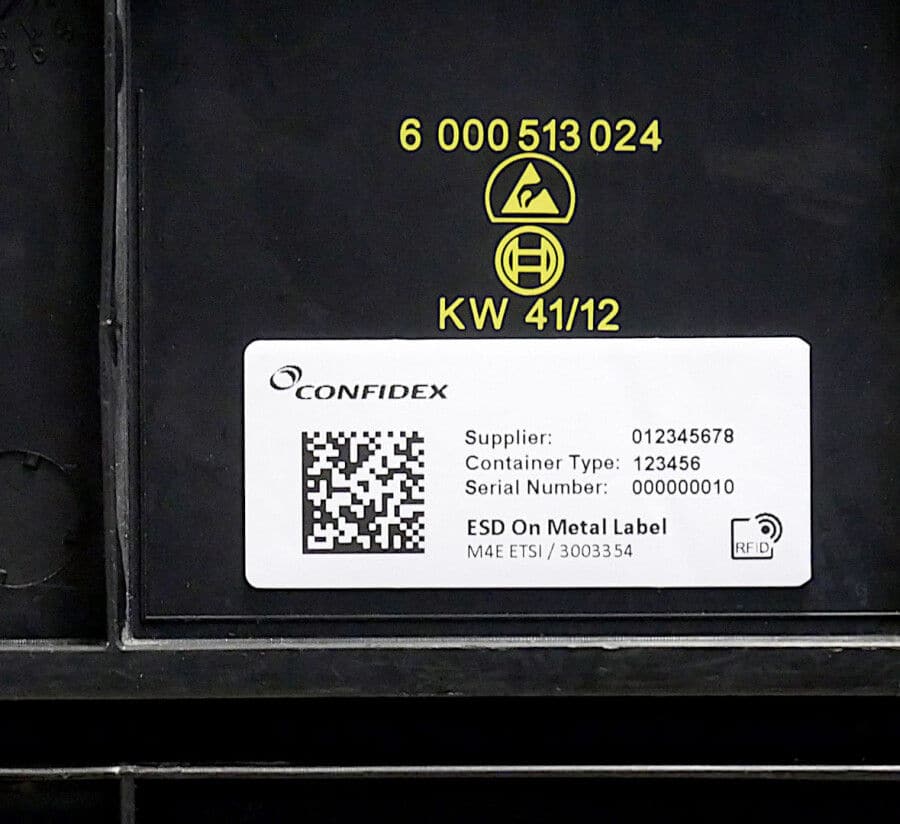 6 000 513 024
KW 41/12
CONFIDEX
Supplier: 012345678
Container Type: 123456
Serial Number: 000000010
ESD On Metal Label
M4E ETSI / 3003354
RFID